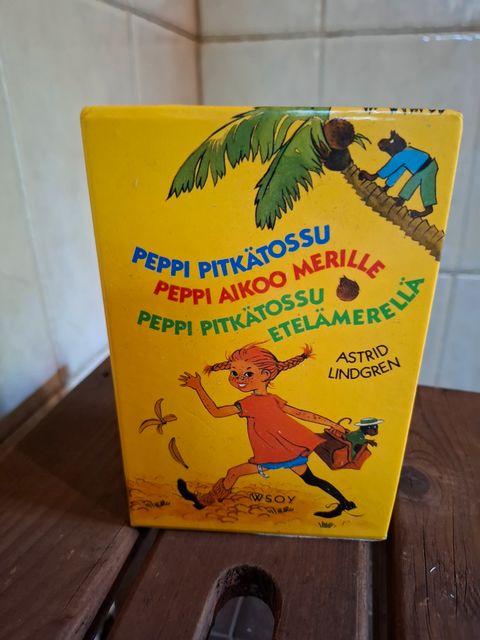 PEPPI PITKÄTOSSU
PEPPI AIKOO MERILLE
PEPPI PITKÄTOSSU
ETELÄMERELLÄ
ASTRID
LINDGREN
WSOY